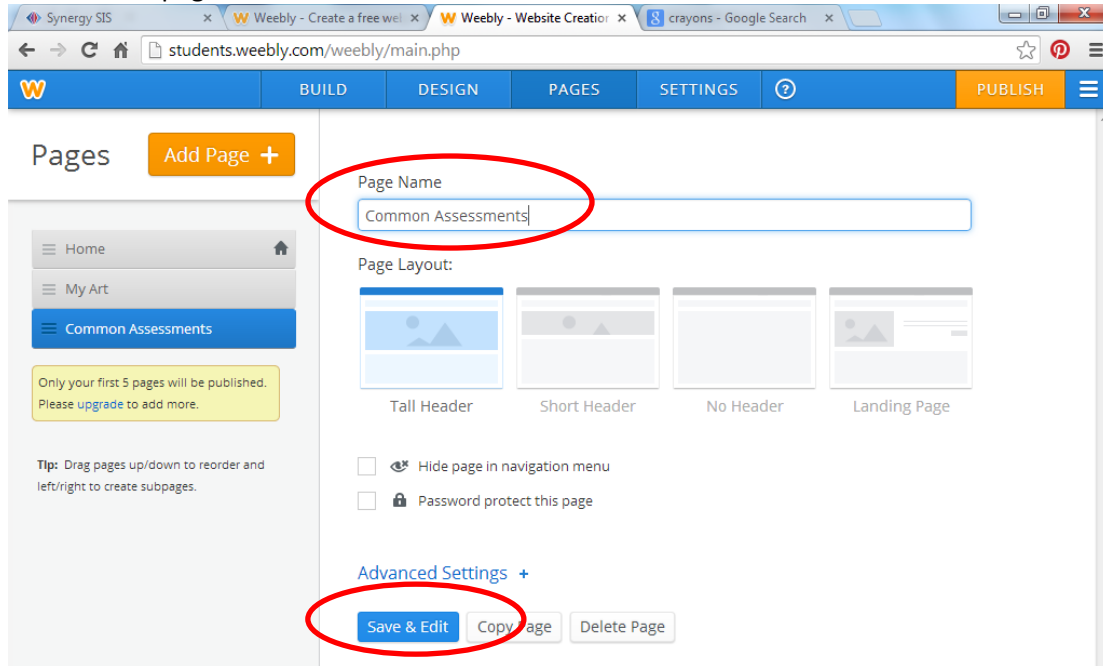 Synergy SIS × Weebly - Create a free wel × Weebly - Website Creation × crayons - Google Search ×
students.weebly.com/weebly/main.php
BUILD DESIGN PAGES SETTINGS ? PUBLISH
Pages Add Page +
Page Name
Common Assessments
Home
Page Layout:
My Art
Common Assessments
Only your first 5 pages will be published.
Please upgrade to add more.
Tall Header Short Header No Header Landing Page
Tip: Drag pages up/down to reorder and
left/right to create subpages.
Hide page in navigation menu
Password protect this page
Advanced Settings +
Save & Edit Copy Page Delete Page